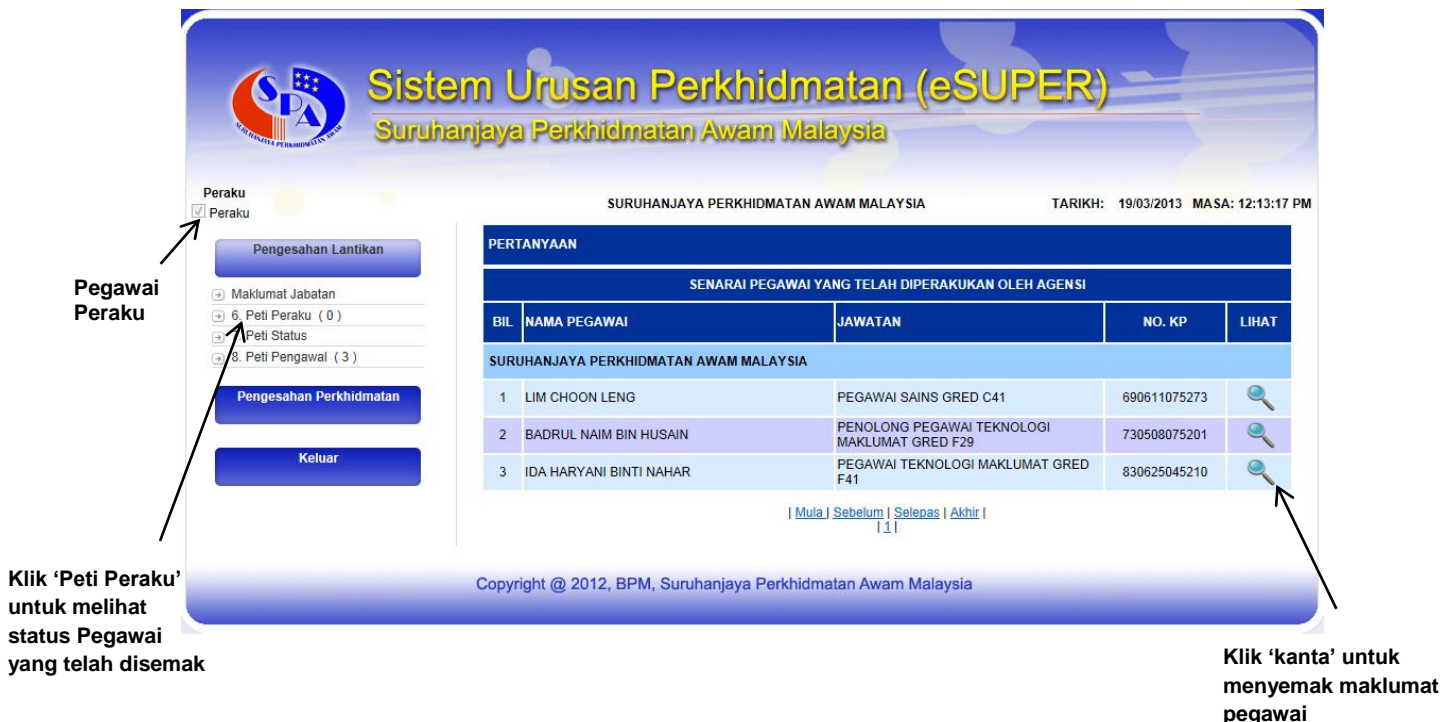 SPA
SURUHANJAYA PERKHIDMATAN AWAM
Sistem Urusan Perkhidmatan (eSUPER)
Suruhanjaya Perkhidmatan Awam Malaysia
Peraku
Peraku
SURUHANJAYA PERKHIDMATAN AWAM MALAYSIA
TARIKH: 19/03/2013 MASA: 12:13:17 PM
Pegawai
Peraku
Pengesahan Lantikan
Maklumat Jabatan
6. Peti Peraku ( 0 )
Peti Status
8. Peti Pengawal ( 3 )
Pengesahan Perkhidmatan
Keluar
PERTANYAAN
SENARAI PEGAWAI YANG TELAH DIPERAKUKAN OLEH AGENSI
BIL NAMA PEGAWAI JAWATAN NO. KP LIHAT
SURUHANJAYA PERKHIDMATAN AWAM MALAYSIA
1 LIM CHOON LENG PEGAWAI SAINS GRED C41 690611075273
2 BADRUL NAIM BIN HUSAIN PENOLONG PEGAWAI TEKNOLOGI
MAKLUMAT GRED F29 730508075201
3 IDA HARYANI BINTI NAHAR PEGAWAI TEKNOLOGI MAKLUMAT GRED
F41 830625045210
| Mula | Sebelum | Selepas | Akhir |
| 1 |
Klik ‘Peti Peraku’
untuk melihat
status Pegawai
yang telah disemak
Copyright @ 2012, BPM, Suruhanjaya Perkhidmatan Awam Malaysia
Klik ‘kanta’ untuk
menyemak maklumat
pegawai